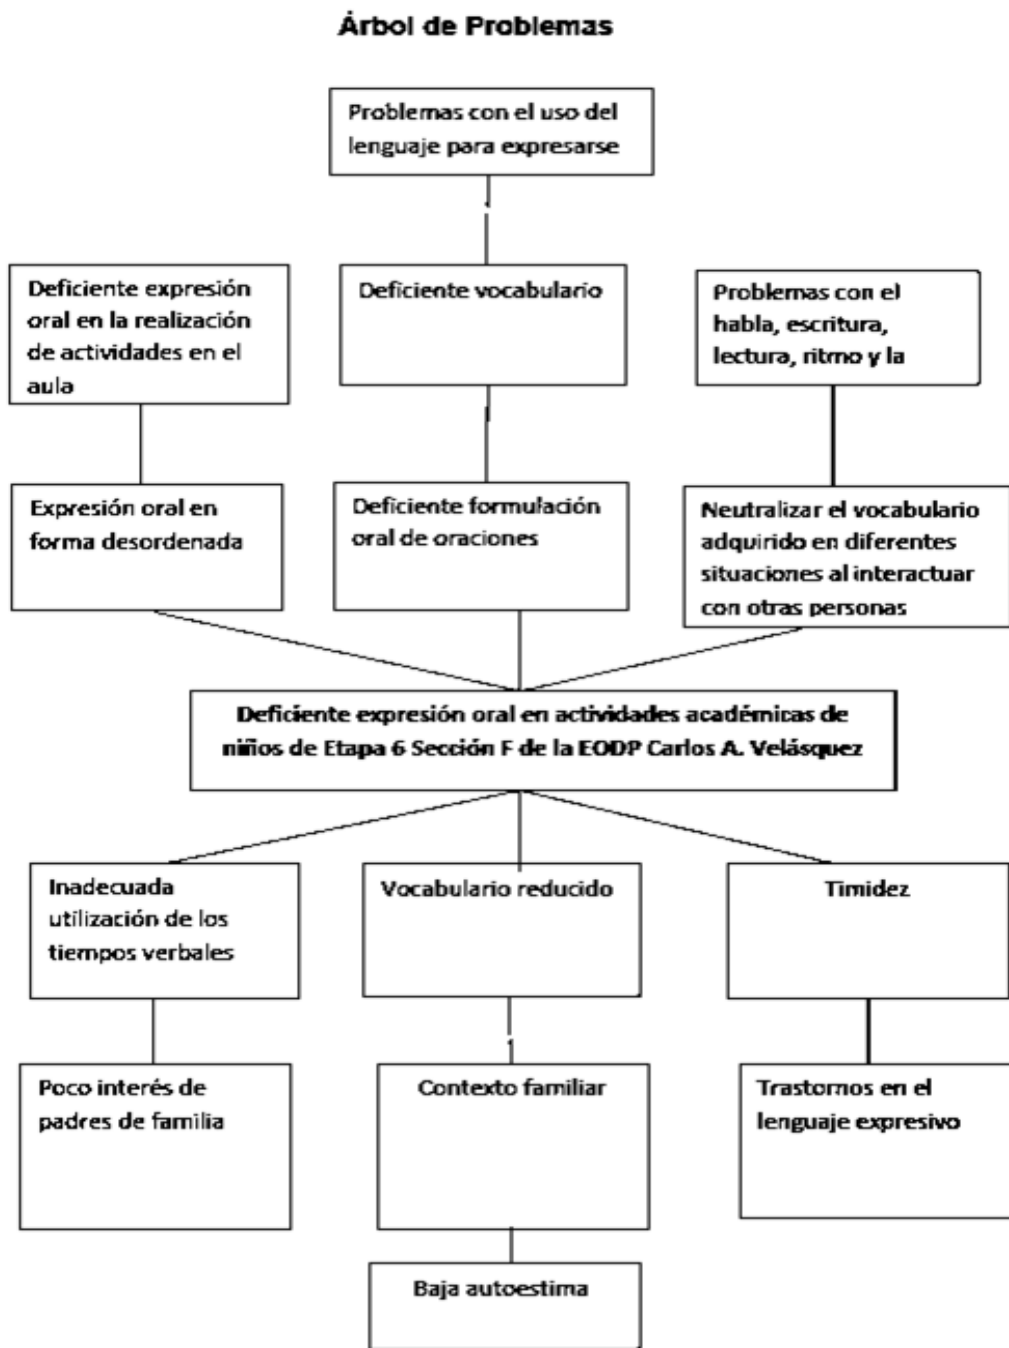 Árbol de Problemas
Problemas con el uso del
lenguaje para expresarse
Deficiente expresión
oral en la realización
de actividades en el
aula
Deficiente vocabulario
Problemas con el
habla, escritura,
lectura, ritmo y la
Expresión oral en
forma desordenada
Deficiente formulación
oral de oraciones
Neutralizar el vocabulario
adquirido en diferentes
situaciones al interactuar
con otras personas
Deficiente expresión oral en actividades académicas de
niños de Etapa 6 Sección F de la EODP Carlos A. Velásquez
Inadecuada
utilización de los
tiempos verbales
Vocabulario reducido
Timidez
Poco interés de
padres de familia
Contexto familiar
Trastornos en el
lenguaje expresivo
Baja autoestima